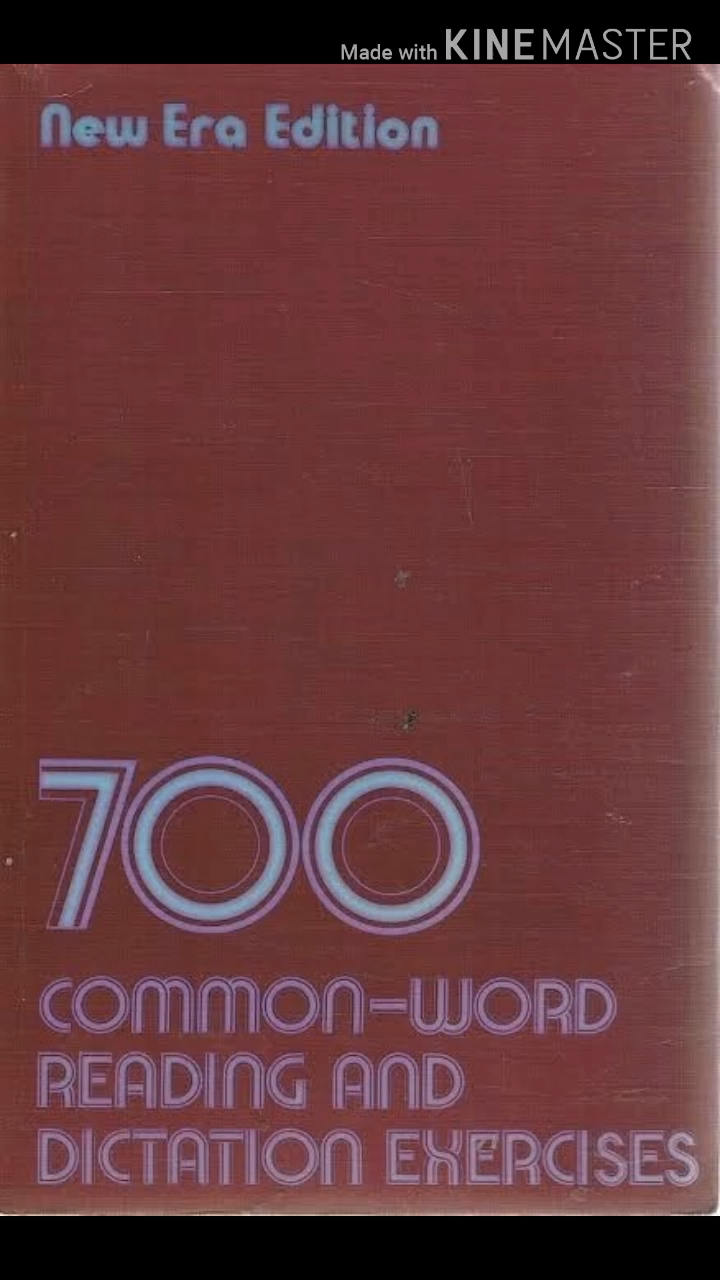 Made with KINEMASTER
New Era Edition
700
COMMON-WORD
READING AND
DICTATION EXERCISES